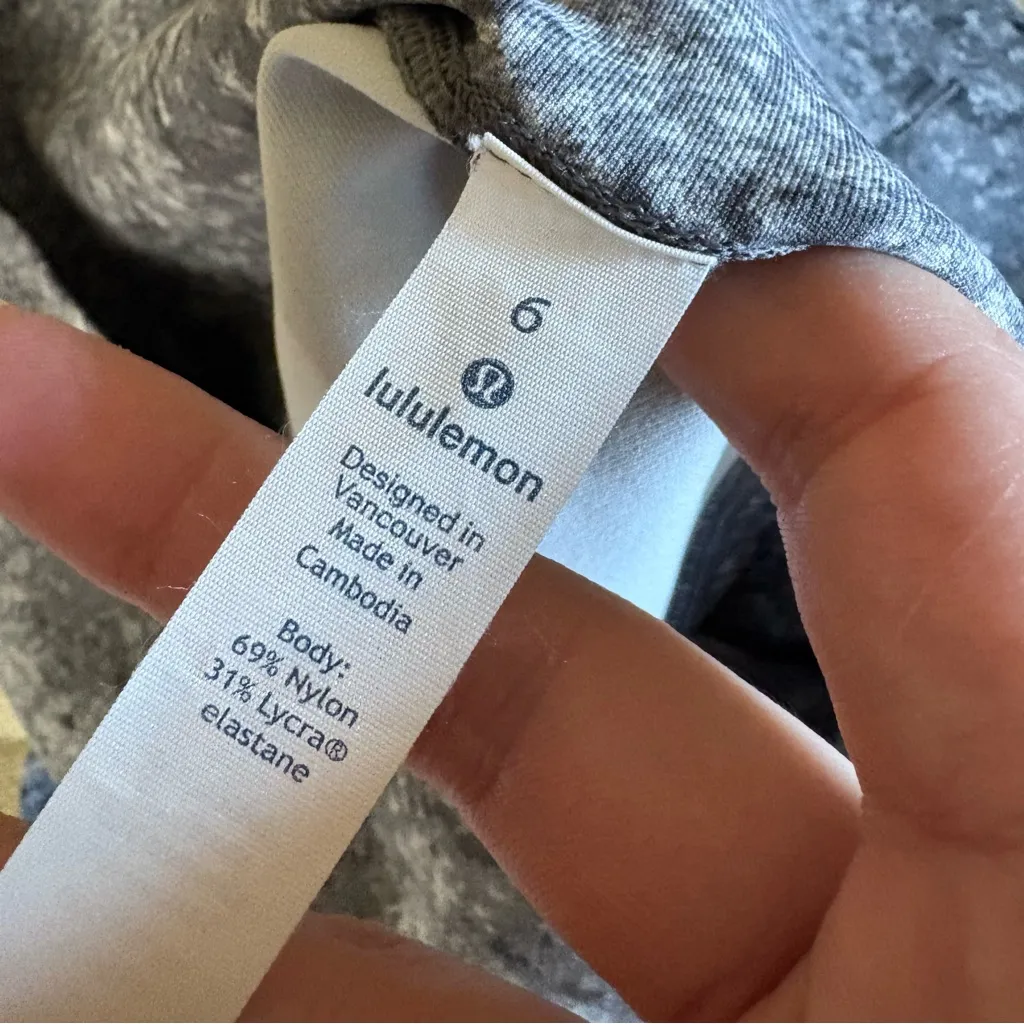 6
lululemon
Designed in
Vancouver
Made in
Cambodia
Body:
69% Nylon
31% Lycra®
elastane